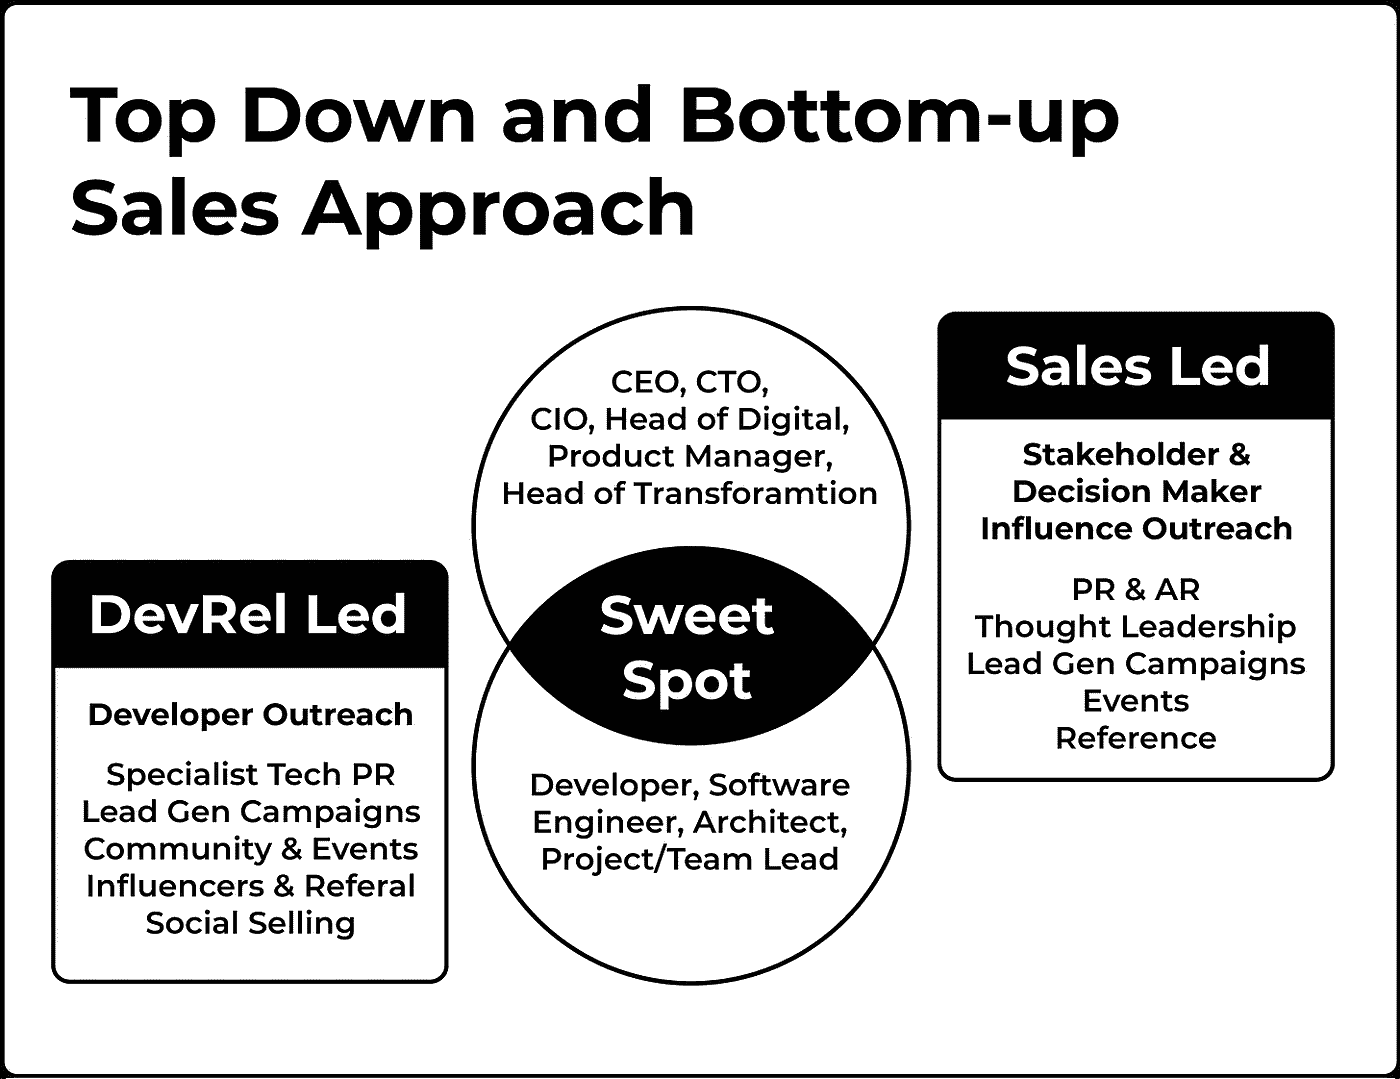 Top Down and Bottom-up
Sales Approach
CEO, CTO,
CIO, Head of Digital,
Product Manager,
Head of Transforamtion
Sweet
Spot
Developer, Software
Engineer, Architect,
Project/Team Lead
Sales Led
Stakeholder &
Decision Maker
Influence Outreach
PR & AR
Thought Leadership
Lead Gen Campaigns
Events
Reference
DevRel Led
Developer Outreach
Specialist Tech PR
Lead Gen Campaigns
Community & Events
Influencers & Referal
Social Selling